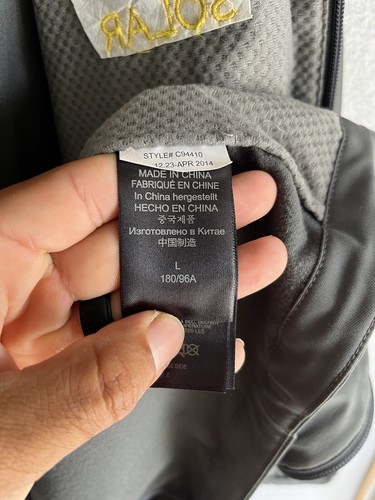 SOLAR
STYLE# C94410
12.23-APR 2014
MADE IN CHINA
FABRIQUÉ EN CHINE
In China hergestellt
HECHO EN CHINA
중국제품
Изготовлено в Китае
中国制造
L
180/96A